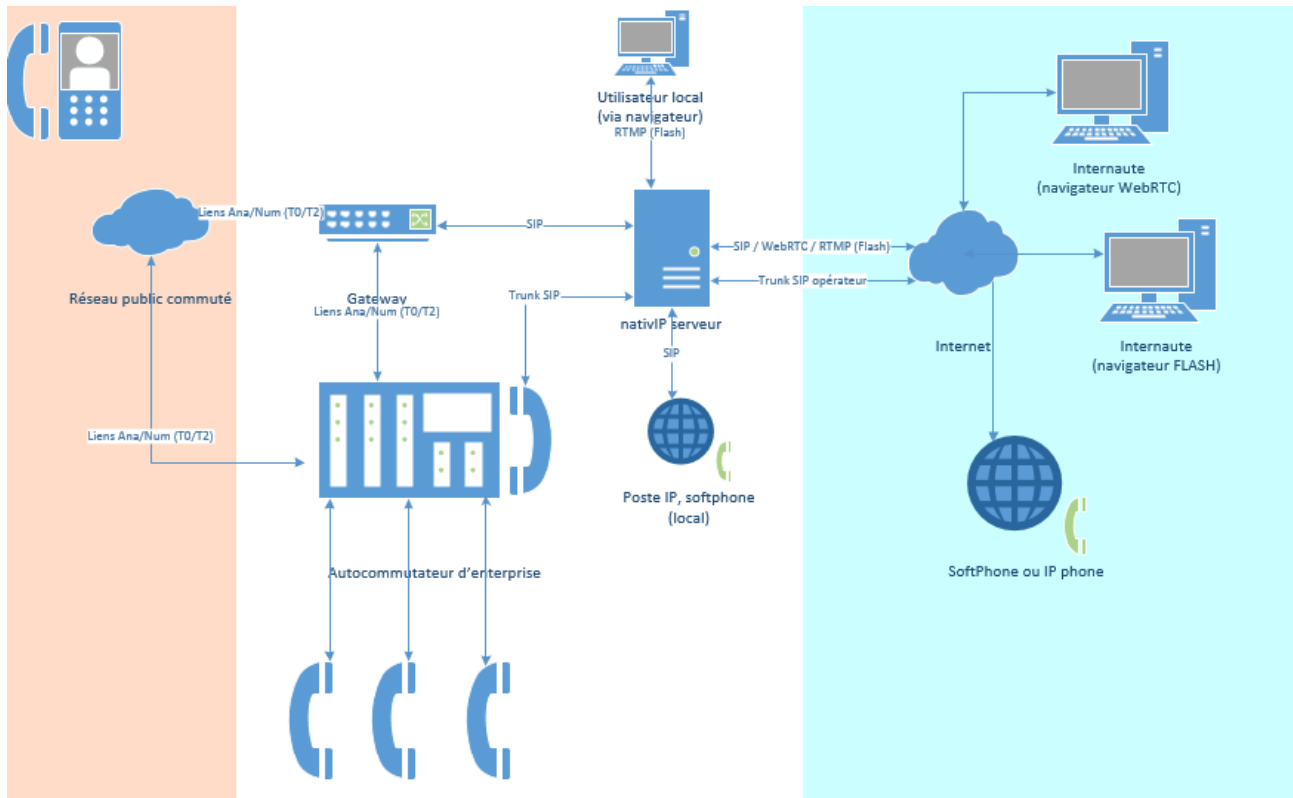 Utilisateur local
(via navigateur)
RTMP (Flash)
Internaute
(navigateur WebRTC)
Liens Ana/Num (T0/T2)
SIP
SIP / WebRTC / RTMP (Flash)
Réseau public commuté
Gateway
Liens Ana/Num (T0/T2)
Trunk SIP
Trunk SIP opérateur
nativIP serveur
SIP
Internet
Internaute
(navigateur FLASH)
Liens Ana/Num (T0/T2)
Poste IP, softphone
(local)
Autocommutateur d'enterprise
SoftPhone ou IP phone